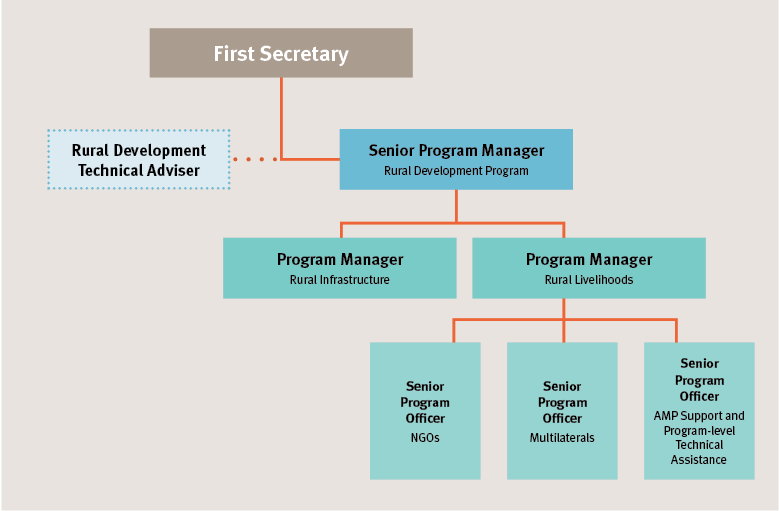 First Secretary
Rural Development
Technical Adviser
Senior Program Manager
Rural Development Program
Program Manager
Rural Infrastructure
Program Manager
Rural Livelihoods
Senior
Program
Officer
NGOs
Senior
Program
Officer
Multilaterals
Senior
Program
Officer
AMP Support and
Program-level
Technical
Assistance